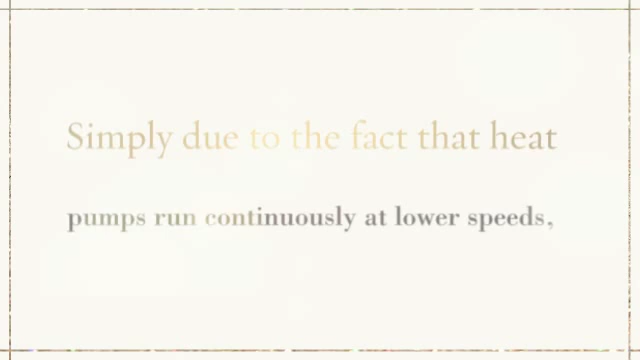 Simply due to the fact that heat
pumps run continuously at lower speeds,